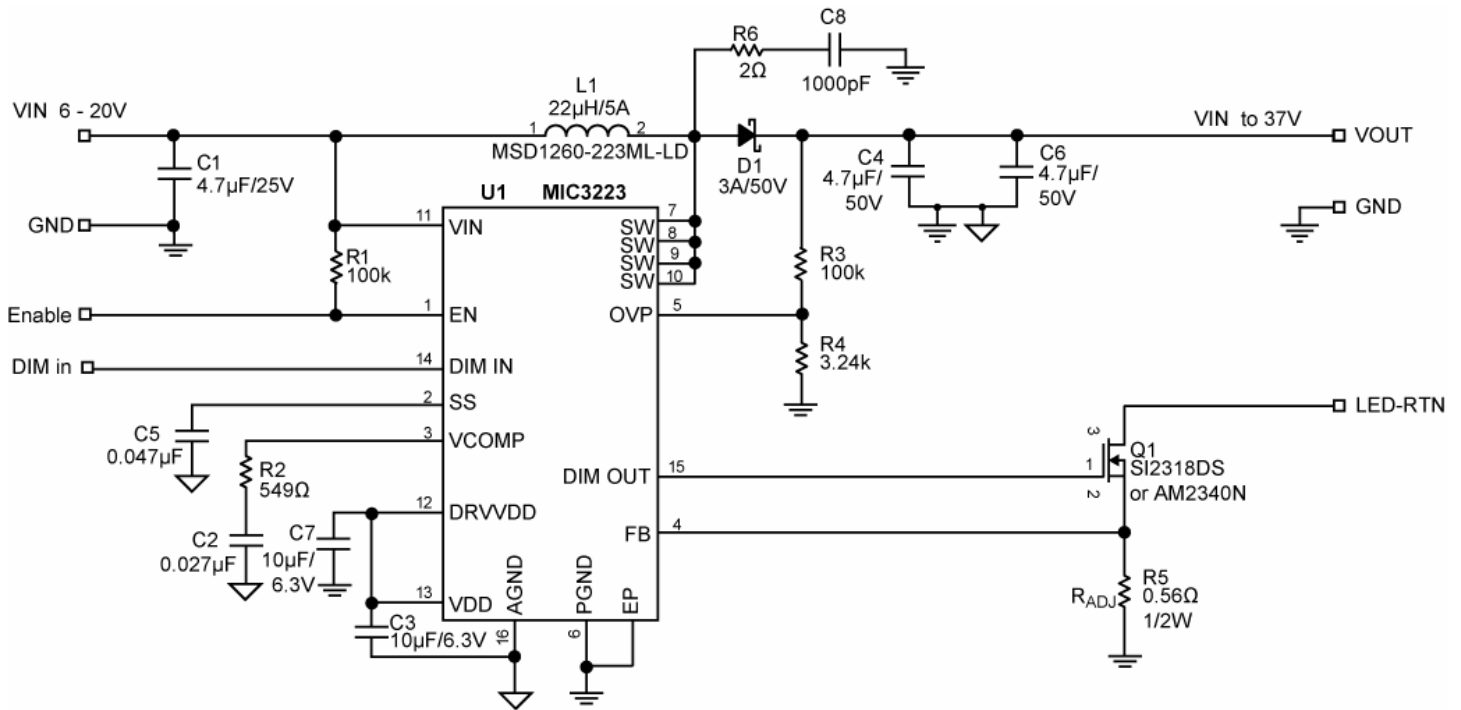 C8
R6
2Ω
1000pF
L1
22µH/5A
VIN 6 - 20V
1
2
MSD1260-223ML-LD
D1
3A/50V
VIN to 37V
VOUT
C1
4.7µF/25V
C4
4.7µF/
50V
C6
4.7µF/
50V
GND
GND
U1 MIC3223
11
VIN
SW
7
SW
8
SW
9
SW
10
R1
100k
R3
100k
Enable
1
EN
OVP
5
R4
3.24k
DIM in
14
DIM IN
2
SS
LED-RTN
C5
0.047µF
3
VCOMP
R2
549Ω
DIM OUT
15
3
1
2
Q1
SI2318DS
or AM2340N
12
DRVVDD
C2
0.027µF
C7
10µF/
6.3V
FB
4
13
VDD
AGND
PGND
EP
C3
10µF/6.3V
16
6
RADJ
R5
0.56Ω
1/2W